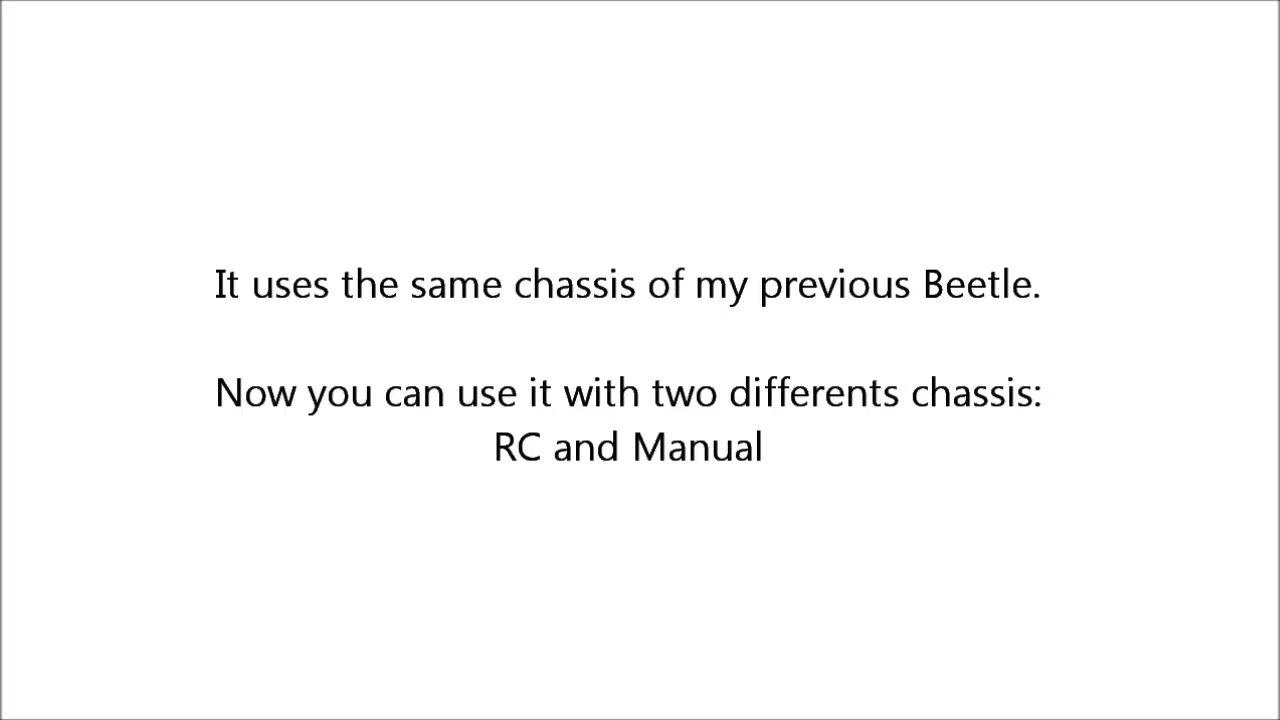 It uses the same chassis of my previous Beetle.
Now you can use it with two differents chassis:
RC and Manual